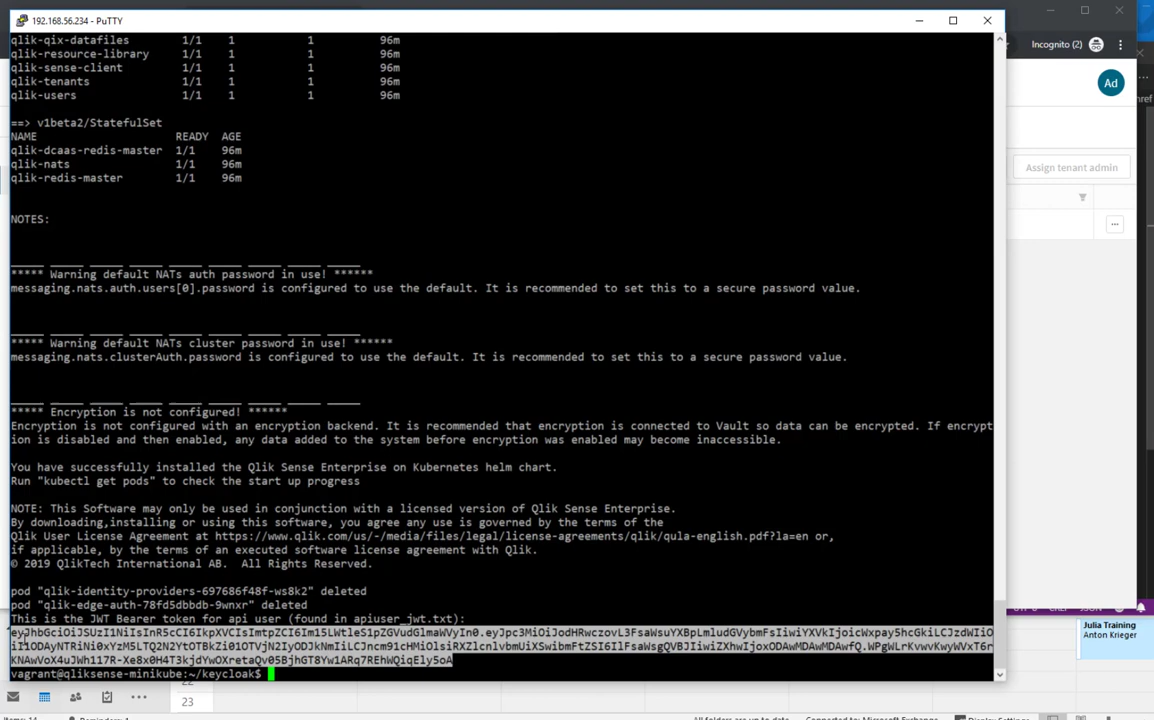 192.168.56.234 - PuTTY
Incognito (2)
qlik-qix-datafiles 1/1 1 1 96m
qlik-resource-library 1/1 1 1 96m
qlik-sense-client 1/1 1 1 96m
qlik-tenants 1/1 1 1 96m
qlik-users 1/1 1 1 96m
Ad
href
==> v1beta2/StatefulSet
NAME READY AGE
qlik-dcaas-redis-master 1/1 96m
qlik-nats 1/1 96m
qlik-redis-master 1/1 96m
Assign tenant admin
NOTES:
***** Warning default NATs auth password in use! ******
messaging.nats.auth.users[0].password is configured to use the default. It is recommended to set this to a secure password value.
***** Warning default NATs cluster password in use! ******
messaging.nats.clusterAuth.password is configured to use the default. It is recommended to set this to a secure password value.
***** Encryption is not configured! ******
Encryption is not configured with an encryption backend. It is recommended that encryption is connected to Vault so data can be encrypted. If encrypt
ion is disabled and then enabled, any data added to the system before encryption was enabled may become inaccessible.
You have successfully installed the Qlik Sense Enterprise on Kubernetes helm chart.
Run "kubectl get pods" to check the start up progress
NOTE: This Software may only be used in conjunction with a licensed version of Qlik Sense Enterprise.
By downloading,installing or using this software, you agree any use is governed by the terms of the
Qlik User License Agreement at https://www.qlik.com/us/-/media/files/legal/license-agreements/qlik/qula-english.pdf?la=en or,
if applicable, by the terms of an executed software license agreement with Qlik.
© 2019 QlikTech International AB. All Rights Reserved.
pod "qlik-identity-providers-697686f48f-ws8k2" deleted
pod "qlik-edge-auth-78fd5dbbdb-9wnxr" deleted
This is the JWT Bearer token for api user (found in apiuser_jwt.txt):
vagrant@qliksense-minikube:~/keycloak$
Julia Training
Anton Krieger
22
23